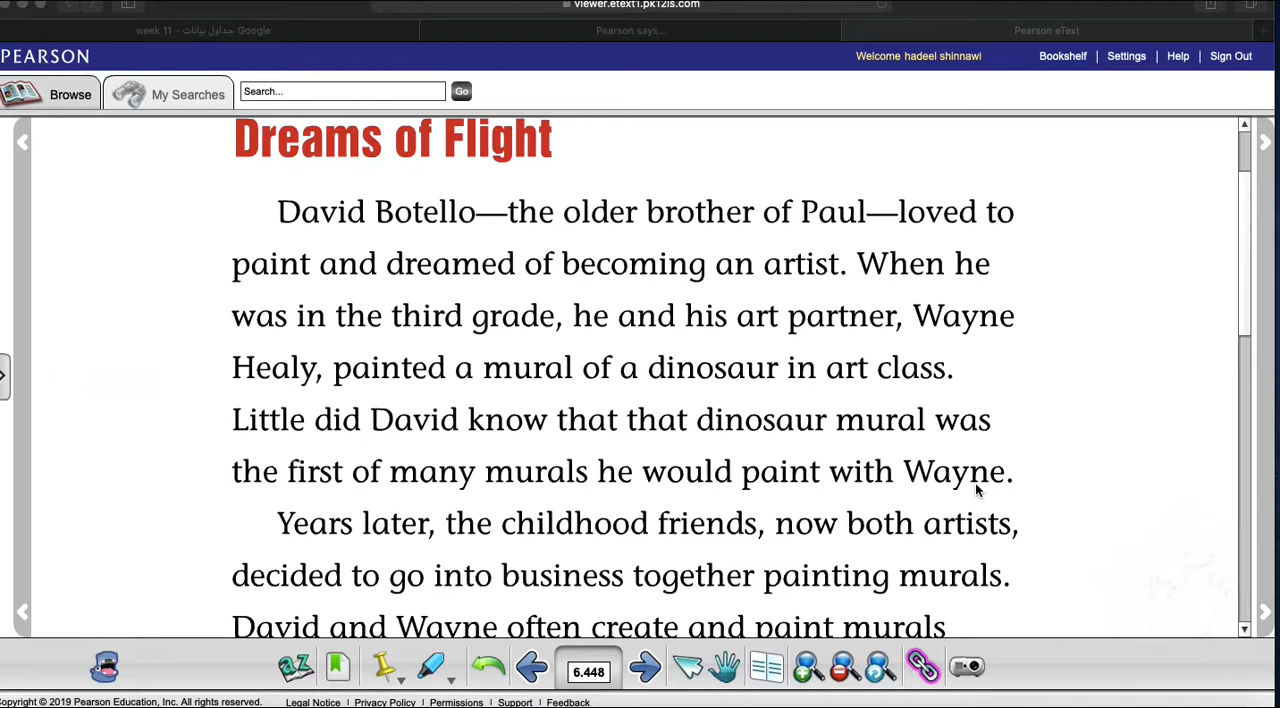 viewer.etext1.pk12ls.com
week 11 - جداول بيانات Google
Pearson says...
Pearson eText
PEARSON
Welcome hadeel shinnawi
Bookshelf | Settings | Help | Sign Out
Browse
My Searches
Search...
Go
Dreams of Flight
David Botello—the older brother of Paul—loved to
paint and dreamed of becoming an artist. When he
was in the third grade, he and his art partner, Wayne
Healy, painted a mural of a dinosaur in art class.
Little did David know that that dinosaur mural was
the first of many murals he would paint with Wayne.
Years later, the childhood friends, now both artists,
decided to go into business together painting murals.
David and Wayne often create and paint murals
aZ
6.448
opyright © 2019 Pearson Education, Inc. All rights reserved.
Legal Notice | Privacy Policy | Permissions | Support | Feedback